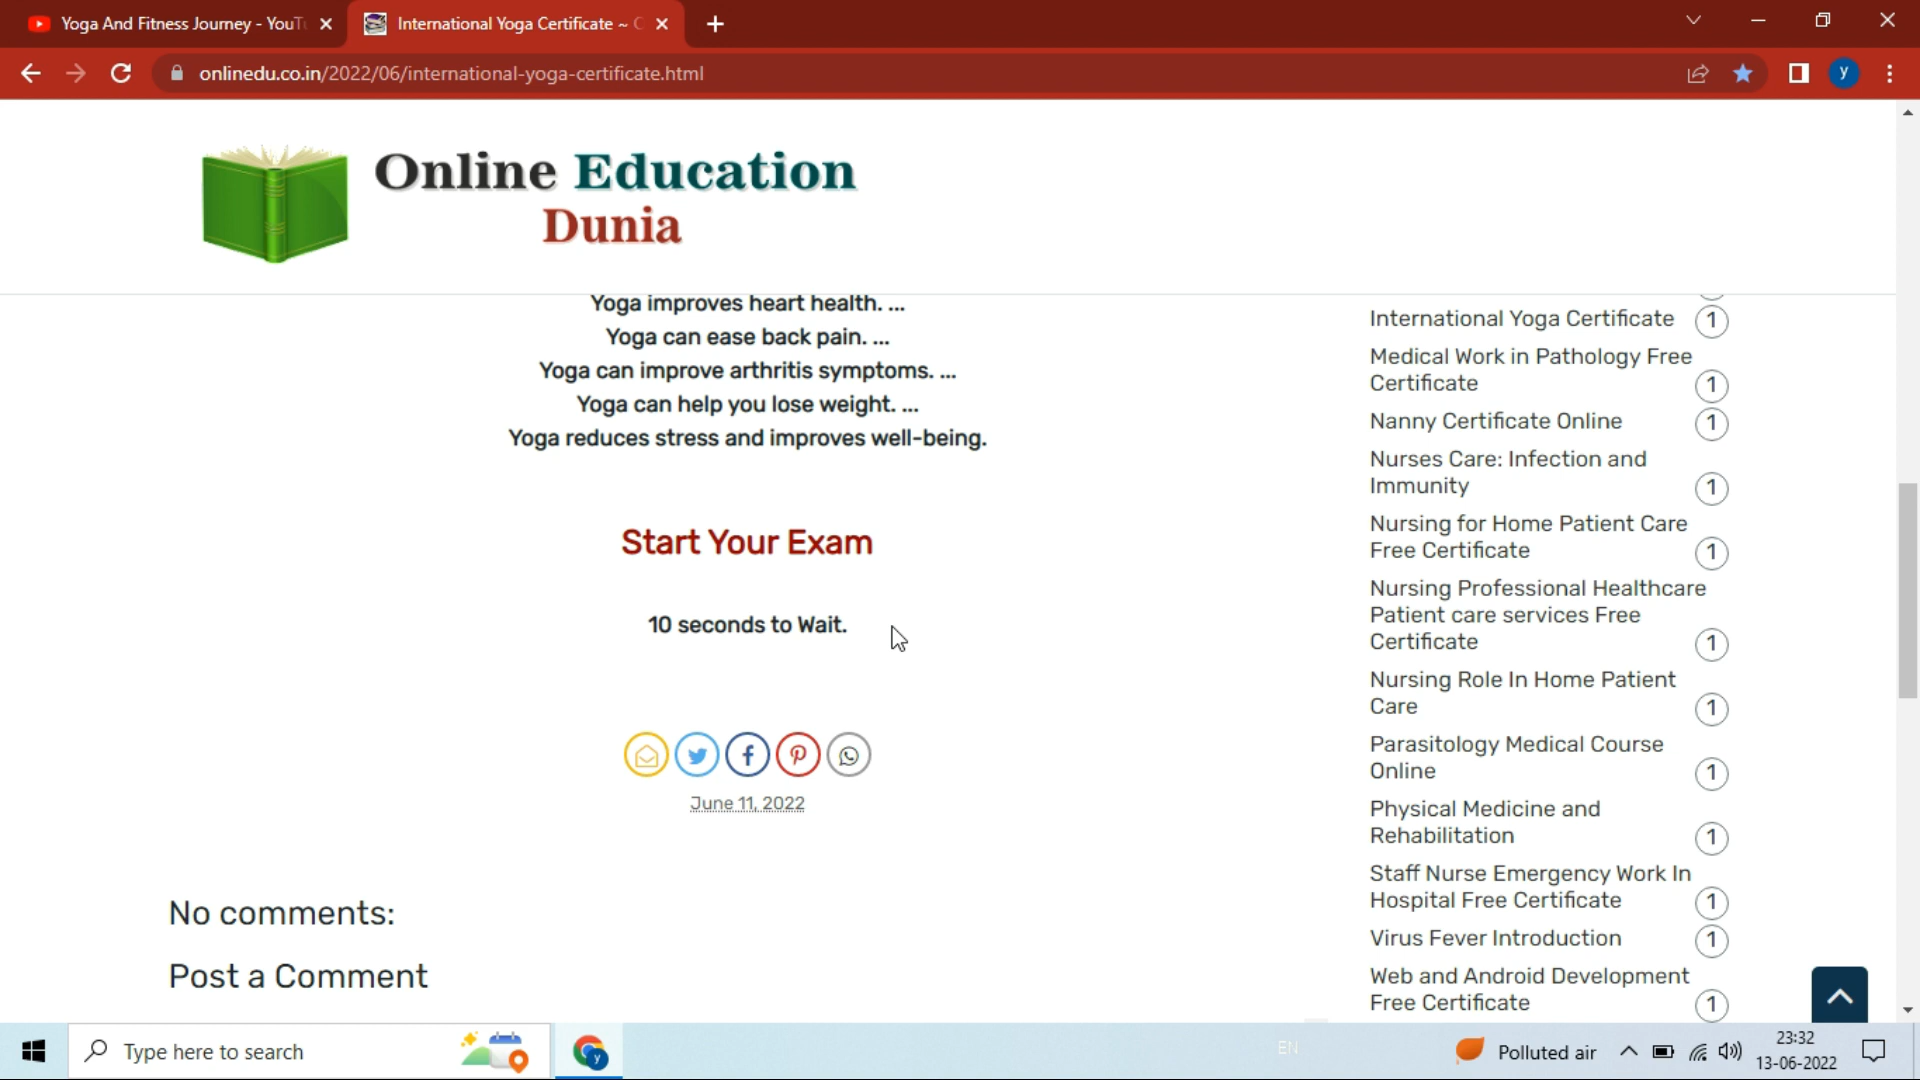 Yoga And Fitness Journey - YouT
International Yoga Certificate ~
onlinedu.co.in/2022/06/international-yoga-certificate.html
y
Online Education
Dunia
Yoga improves heart health. ...
Yoga can ease back pain. ...
Yoga can improve arthritis symptoms. ...
Yoga can help you lose weight. ...
Yoga reduces stress and improves well-being.
Start Your Exam
10 seconds to Wait.
June 11, 2022
No comments:
Post a Comment
International Yoga Certificate 1
Medical Work in Pathology Free
Certificate 1
Nanny Certificate Online 1
Nurses Care: Infection and
Immunity 1
Nursing for Home Patient Care
Free Certificate 1
Nursing Professional Healthcare
Patient care services Free
Certificate 1
Nursing Role In Home Patient
Care 1
Parasitology Medical Course
Online 1
Physical Medicine and
Rehabilitation 1
Staff Nurse Emergency Work In
Hospital Free Certificate 1
Virus Fever Introduction 1
Web and Android Development
Free Certificate 1
Type here to search
y
EN
Polluted air
23:32
13-06-2022